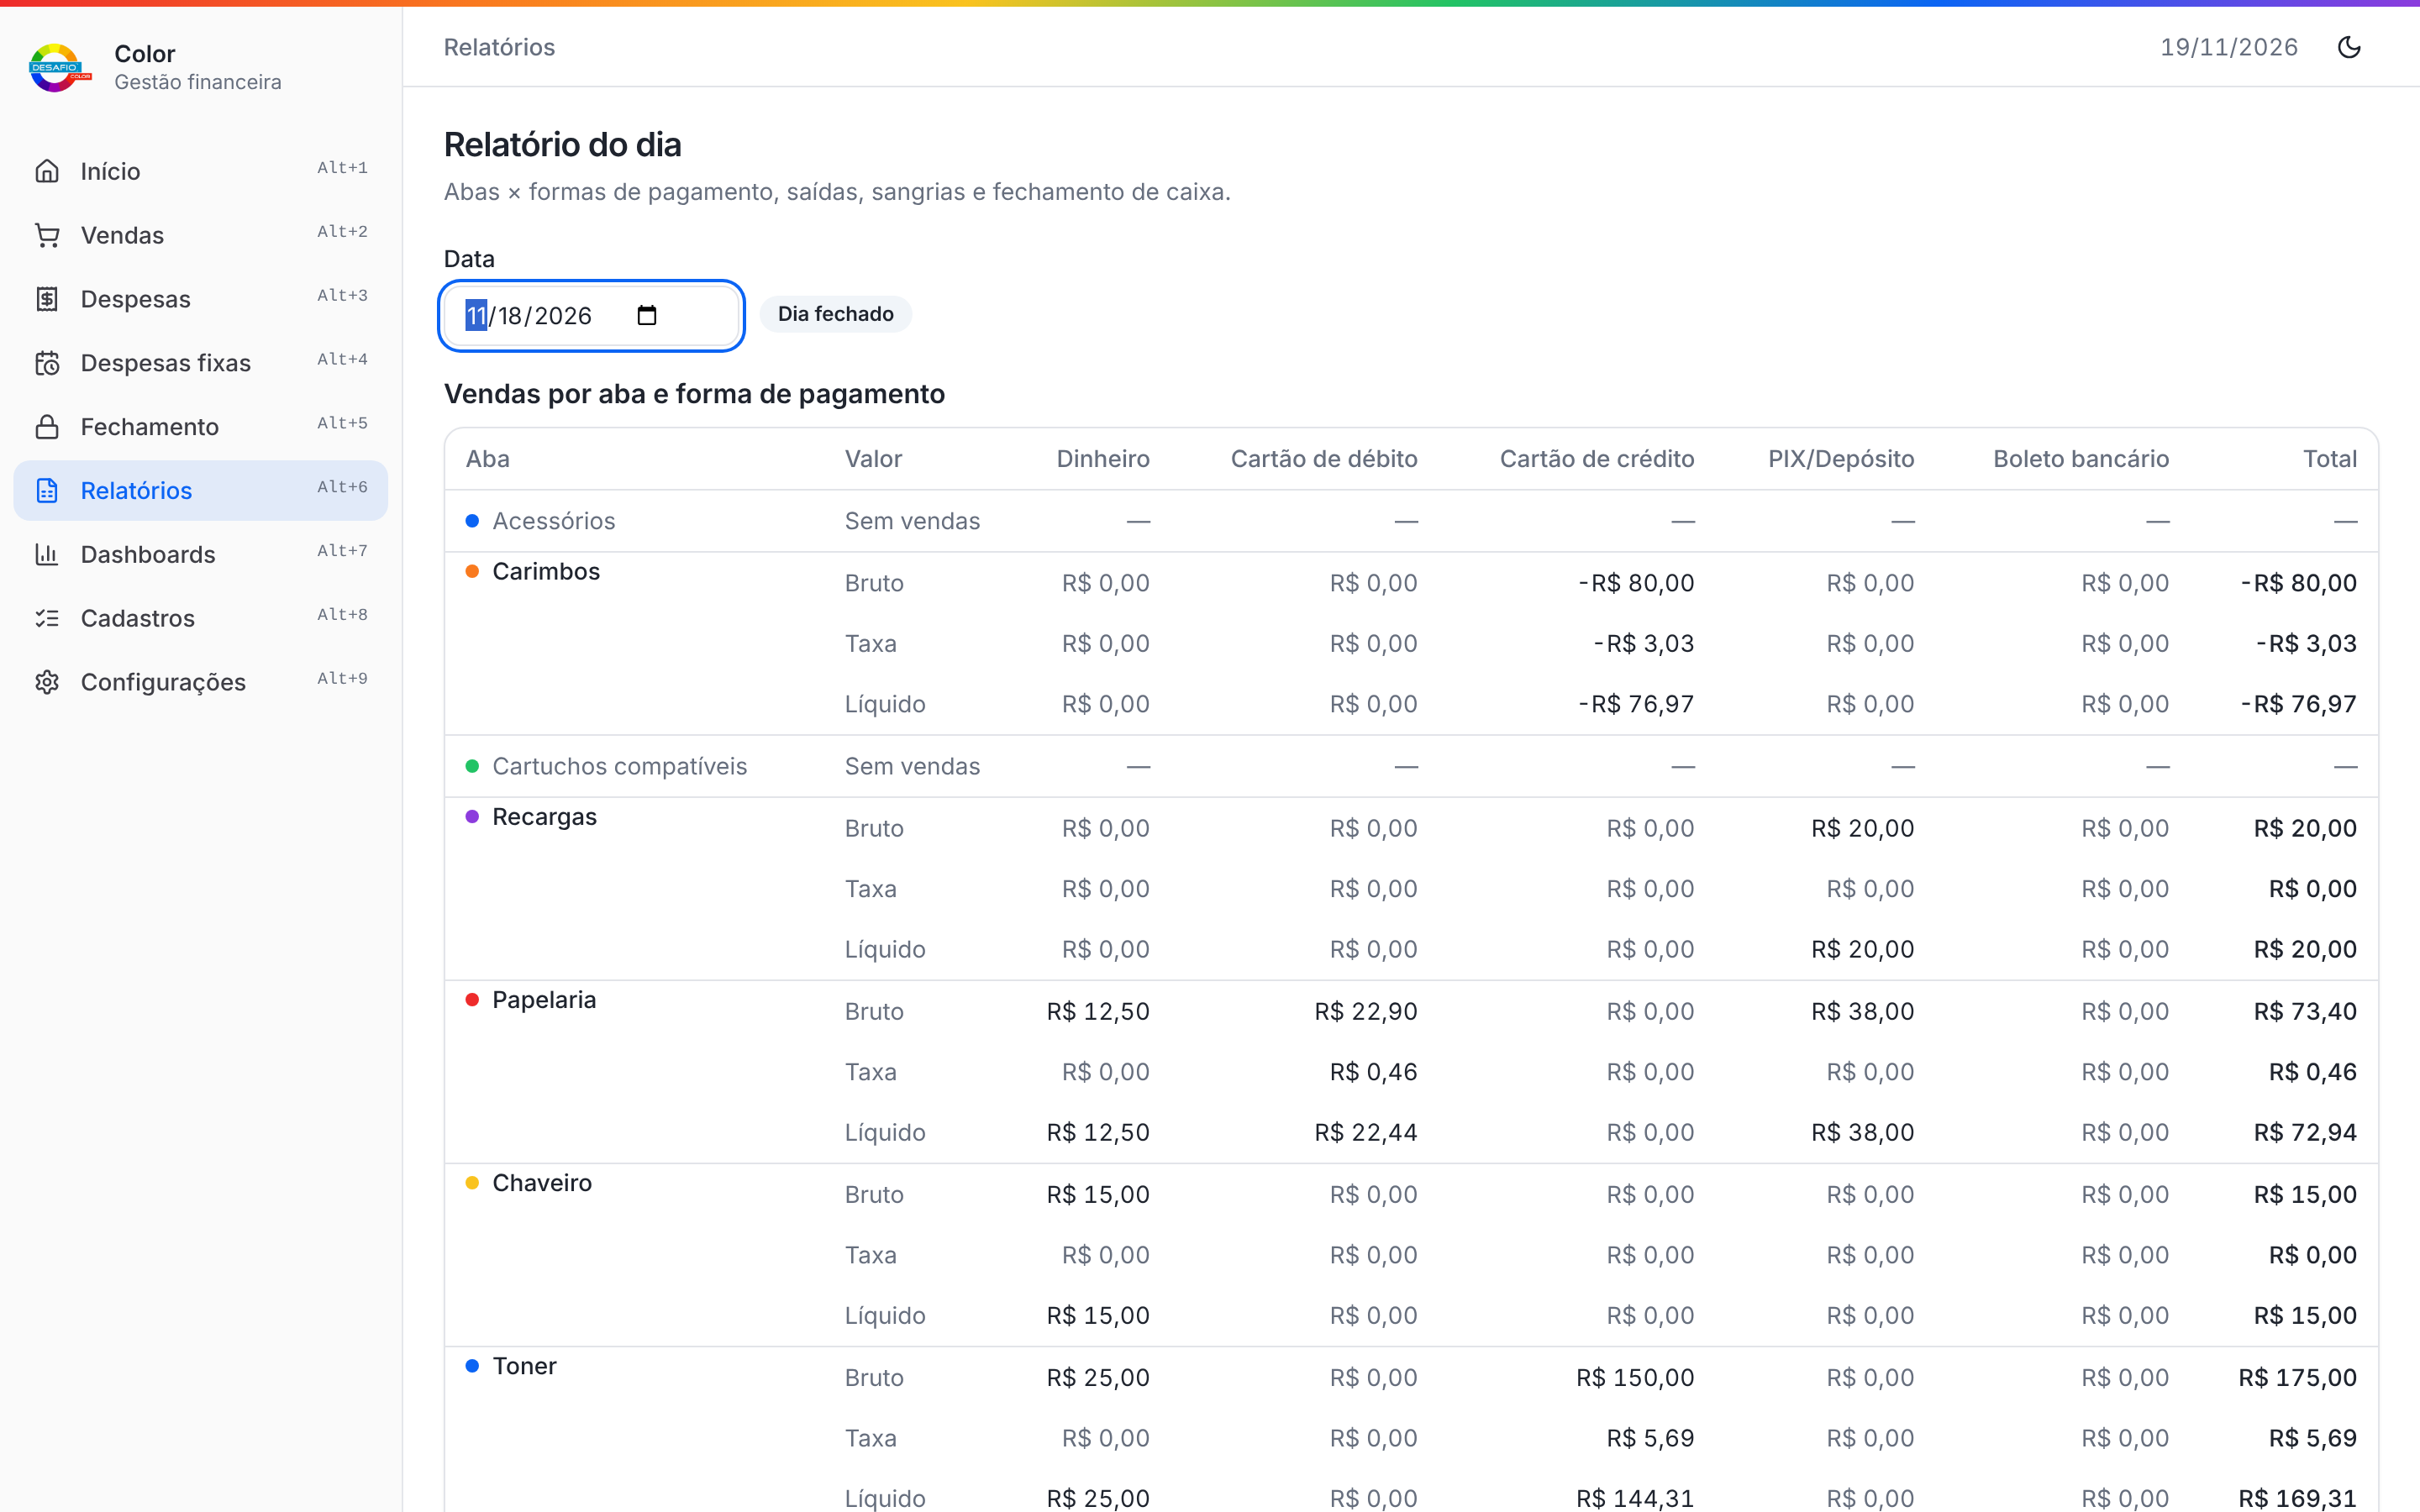 DESAFIO
COLOR
Color
Gestão financeira
Início Alt+1
Vendas Alt+2
Despesas Alt+3
Despesas fixas Alt+4
Fechamento Alt+5
Relatórios Alt+6
Dashboards Alt+7
Cadastros Alt+8
Configurações Alt+9
Relatórios 19/11/2026
Relatório do dia
Abas × formas de pagamento, saídas, sangrias e fechamento de caixa.
Data
11/18/2026 Dia fechado
Vendas por aba e forma de pagamento
Aba Valor Dinheiro Cartão de débito Cartão de crédito PIX/Depósito Boleto bancário Total
Acessórios Sem vendas — — — — — —
Carimbos Bruto R$ 0,00 R$ 0,00 -R$ 80,00 R$ 0,00 R$ 0,00 -R$ 80,00
Taxa R$ 0,00 R$ 0,00 -R$ 3,03 R$ 0,00 R$ 0,00 -R$ 3,03
Líquido R$ 0,00 R$ 0,00 -R$ 76,97 R$ 0,00 R$ 0,00 -R$ 76,97
Cartuchos compatíveis Sem vendas — — — — — —
Recargas Bruto R$ 0,00 R$ 0,00 R$ 0,00 R$ 20,00 R$ 0,00 R$ 20,00
Taxa R$ 0,00 R$ 0,00 R$ 0,00 R$ 0,00 R$ 0,00 R$ 0,00
Líquido R$ 0,00 R$ 0,00 R$ 0,00 R$ 20,00 R$ 0,00 R$ 20,00
Papelaria Bruto R$ 12,50 R$ 22,90 R$ 0,00 R$ 38,00 R$ 0,00 R$ 73,40
Taxa R$ 0,00 R$ 0,46 R$ 0,00 R$ 0,00 R$ 0,00 R$ 0,46
Líquido R$ 12,50 R$ 22,44 R$ 0,00 R$ 38,00 R$ 0,00 R$ 72,94
Chaveiro Bruto R$ 15,00 R$ 0,00 R$ 0,00 R$ 0,00 R$ 0,00 R$ 15,00
Taxa R$ 0,00 R$ 0,00 R$ 0,00 R$ 0,00 R$ 0,00 R$ 0,00
Líquido R$ 15,00 R$ 0,00 R$ 0,00 R$ 0,00 R$ 0,00 R$ 15,00
Toner Bruto R$ 25,00 R$ 0,00 R$ 150,00 R$ 0,00 R$ 0,00 R$ 175,00
Taxa R$ 0,00 R$ 0,00 R$ 5,69 R$ 0,00 R$ 0,00 R$ 5,69
Líquido R$ 25,00 R$ 0,00 R$ 144,31 R$ 0,00 R$ 0,00 R$ 169,31